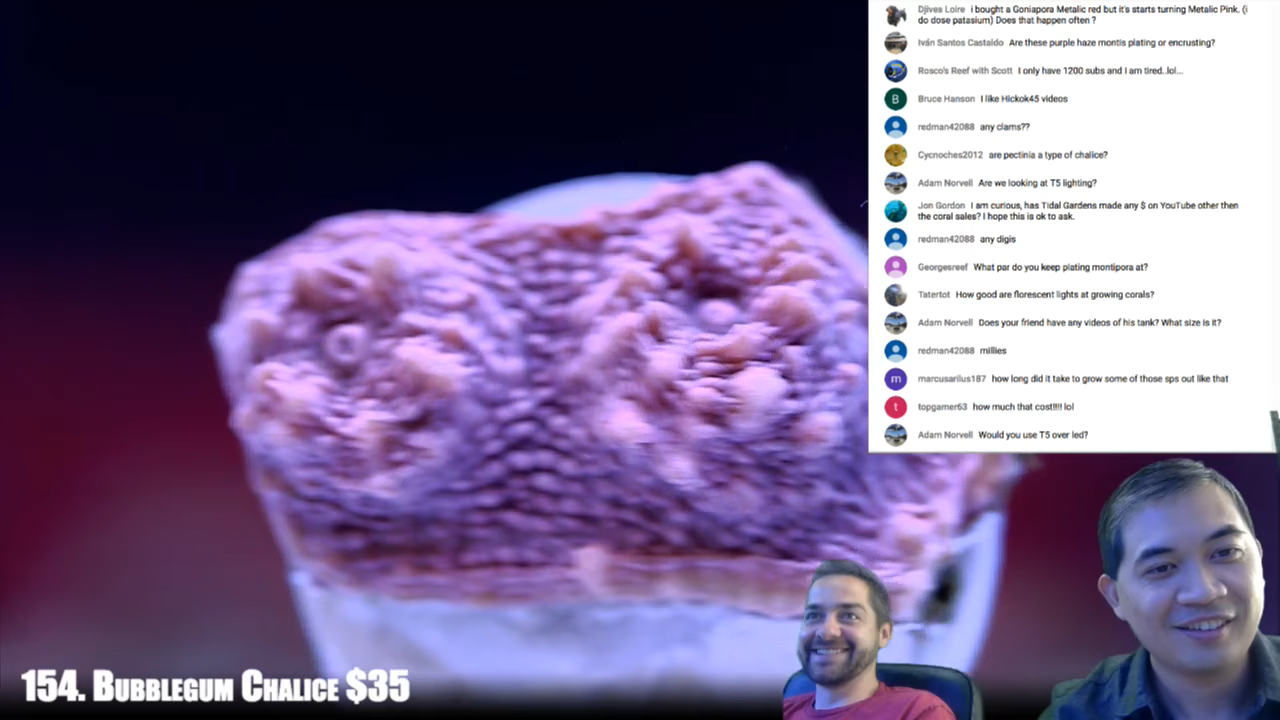 Djives Loire i bought a Goniapora Metalic red but it's starts turning Metalic Pink. (i
do dose patasium) Does that happen often ?
Iván Santos Castaldo Are these purple haze montis plating or encrusting?
Rosco's Reef with Scott I only have 1200 subs and I am tired..lol...
B
Bruce Hanson I like Hickok45 videos
redman42088 any clams??
Cycnoches2012 are pectinia a type of chalice?
Adam Norvell Are we looking at T5 lighting?
Jon Gordon I am curious, has Tidal Gardens made any $ on YouTube other then
the coral sales? I hope this is ok to ask.
redman42088 any digis
Georgesreef What par do you keep plating montipora at?
Tatertot How good are florescent lights at growing corals?
Adam Norvell Does your friend have any videos of his tank? What size is it?
redman42088 millies
m
marcusarilus187 how long did it take to grow some of those sps out like that
t
topgamer63 how much that cost!!!! lol
Adam Norvell Would you use T5 over led?
154. Bubblegum Chalice $35